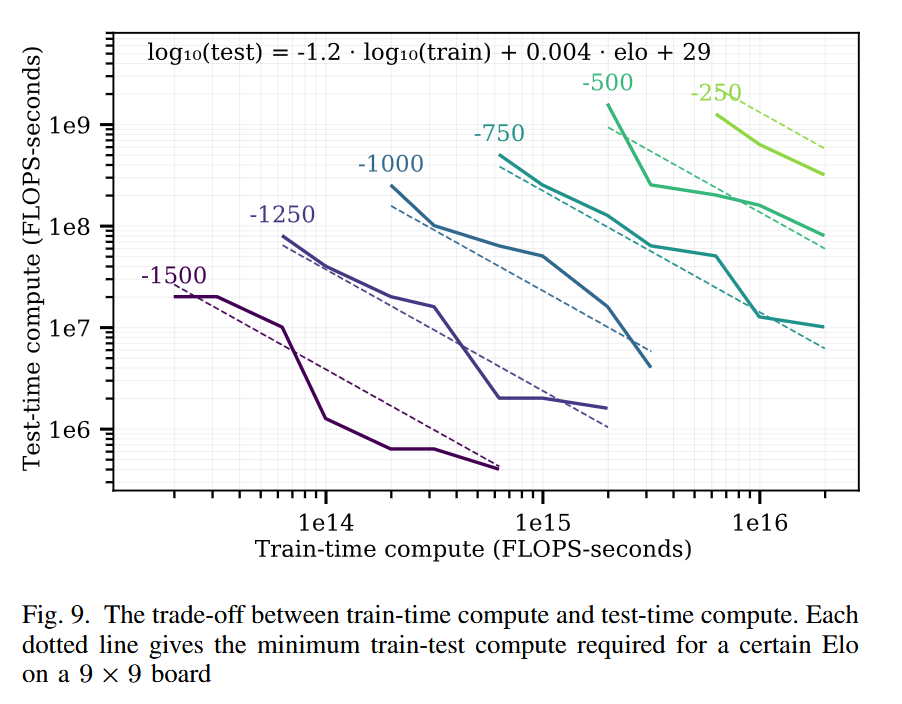 log₁₀(test) = -1.2 · log₁₀(train) + 0.004 · elo + 29
-500
-250
-750
-1000
-1250
-1500
1e9
1e8
1e7
1e6
Test-time compute (FLOPS-seconds)
1e14 1e15 1e16
Train-time compute (FLOPS-seconds)
Fig. 9. The trade-off between train-time compute and test-time compute. Each
dotted line gives the minimum train-test compute required for a certain Elo
on a 9 × 9 board